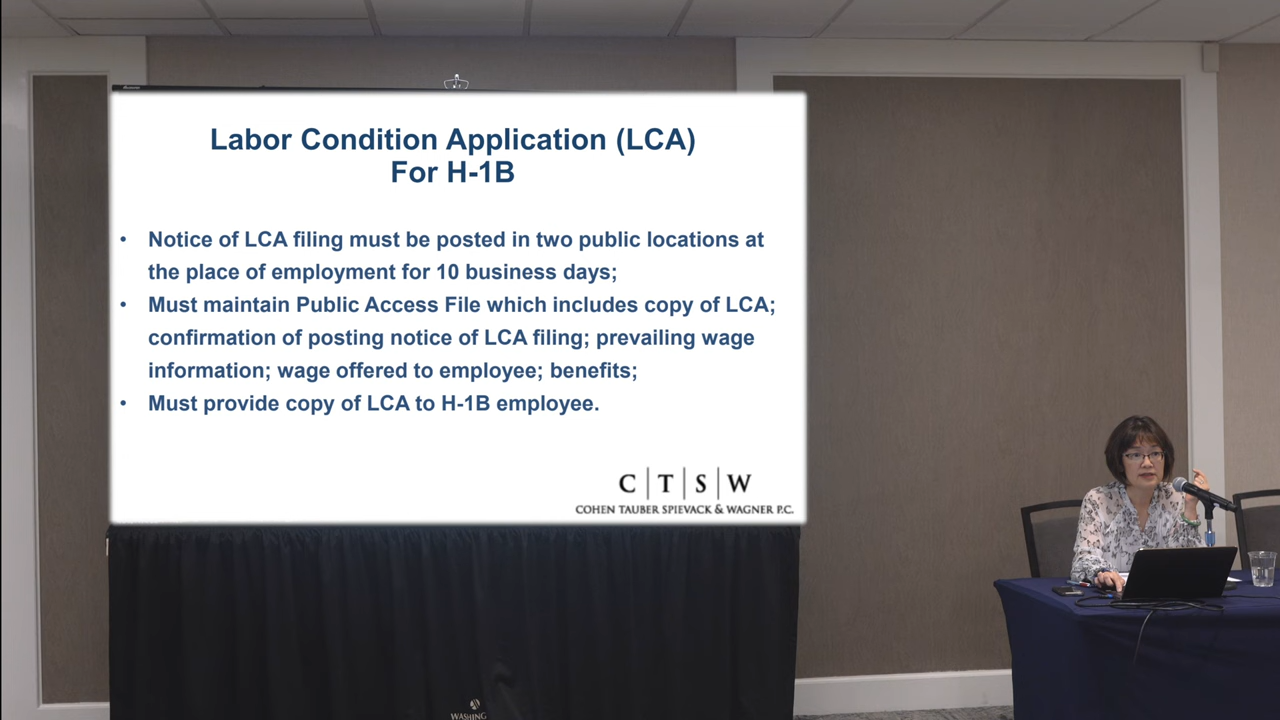 Labor Condition Application (LCA)
For H-1B
• Notice of LCA filing must be posted in two public locations at
the place of employment for 10 business days;
• Must maintain Public Access File which includes copy of LCA;
confirmation of posting notice of LCA filing; prevailing wage
information; wage offered to employee; benefits;
• Must provide copy of LCA to H-1B employee.
C|T|S|W
COHEN TAUBER SPIEVACK & WAGNER P.C.
WASHING